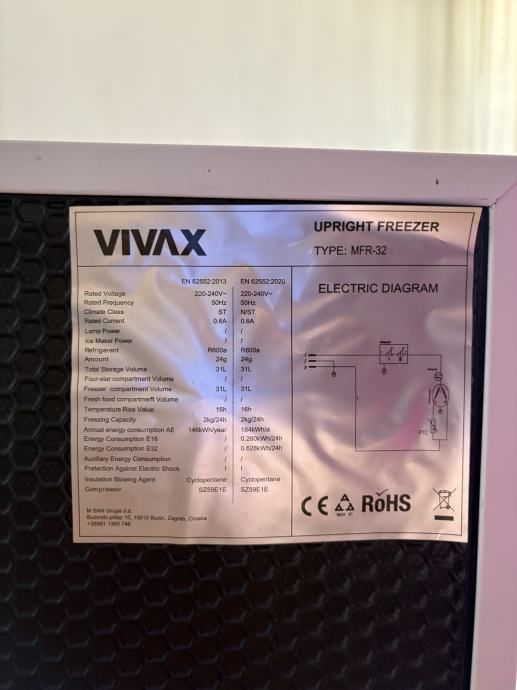 VIVAX
UPRIGHT FREEZER
TYPE: MFR-32
EN 62552:2013 EN 62552:2020
Rated Voltage 220-240V~ 220-240V~
Rated Frequency 50Hz 50Hz
Climate Class ST N/ST
Rated Current 0.6A 0.6A
Lamp Power / /
Ice Maker Power / /
Refrigerant R600a R600a
Amount 24g 24g
Total Storage Volume 31L 31L
Four-star compartment Volume / /
Freezer compartment Volume 31L 31L
Fresh food compartment Volume / /
Temperature Rise Value 16h 16h
Freezing Capacity 2kg/24h 2kg/24h
Annual energy consumption AE 146kWh/year 184kWh/a
Energy Consumption E16 / 0.280kWh/24h
Energy Consumption E32 / 0.628kWh/24h
Auxiliary Energy Consumption / /
Protection Against Electric Shock I I
Insulation Blowing Agent Cyclopentane Cyclopentane
Compressor SZ59E1E SZ59E1E
M SAN Grupa d.d.
Buzinski prilaz 10, 10010 Buzin, Zagreb, Croatia
+38591 1365 748
ELECTRIC DIAGRAM
PTC
CE
RoHS